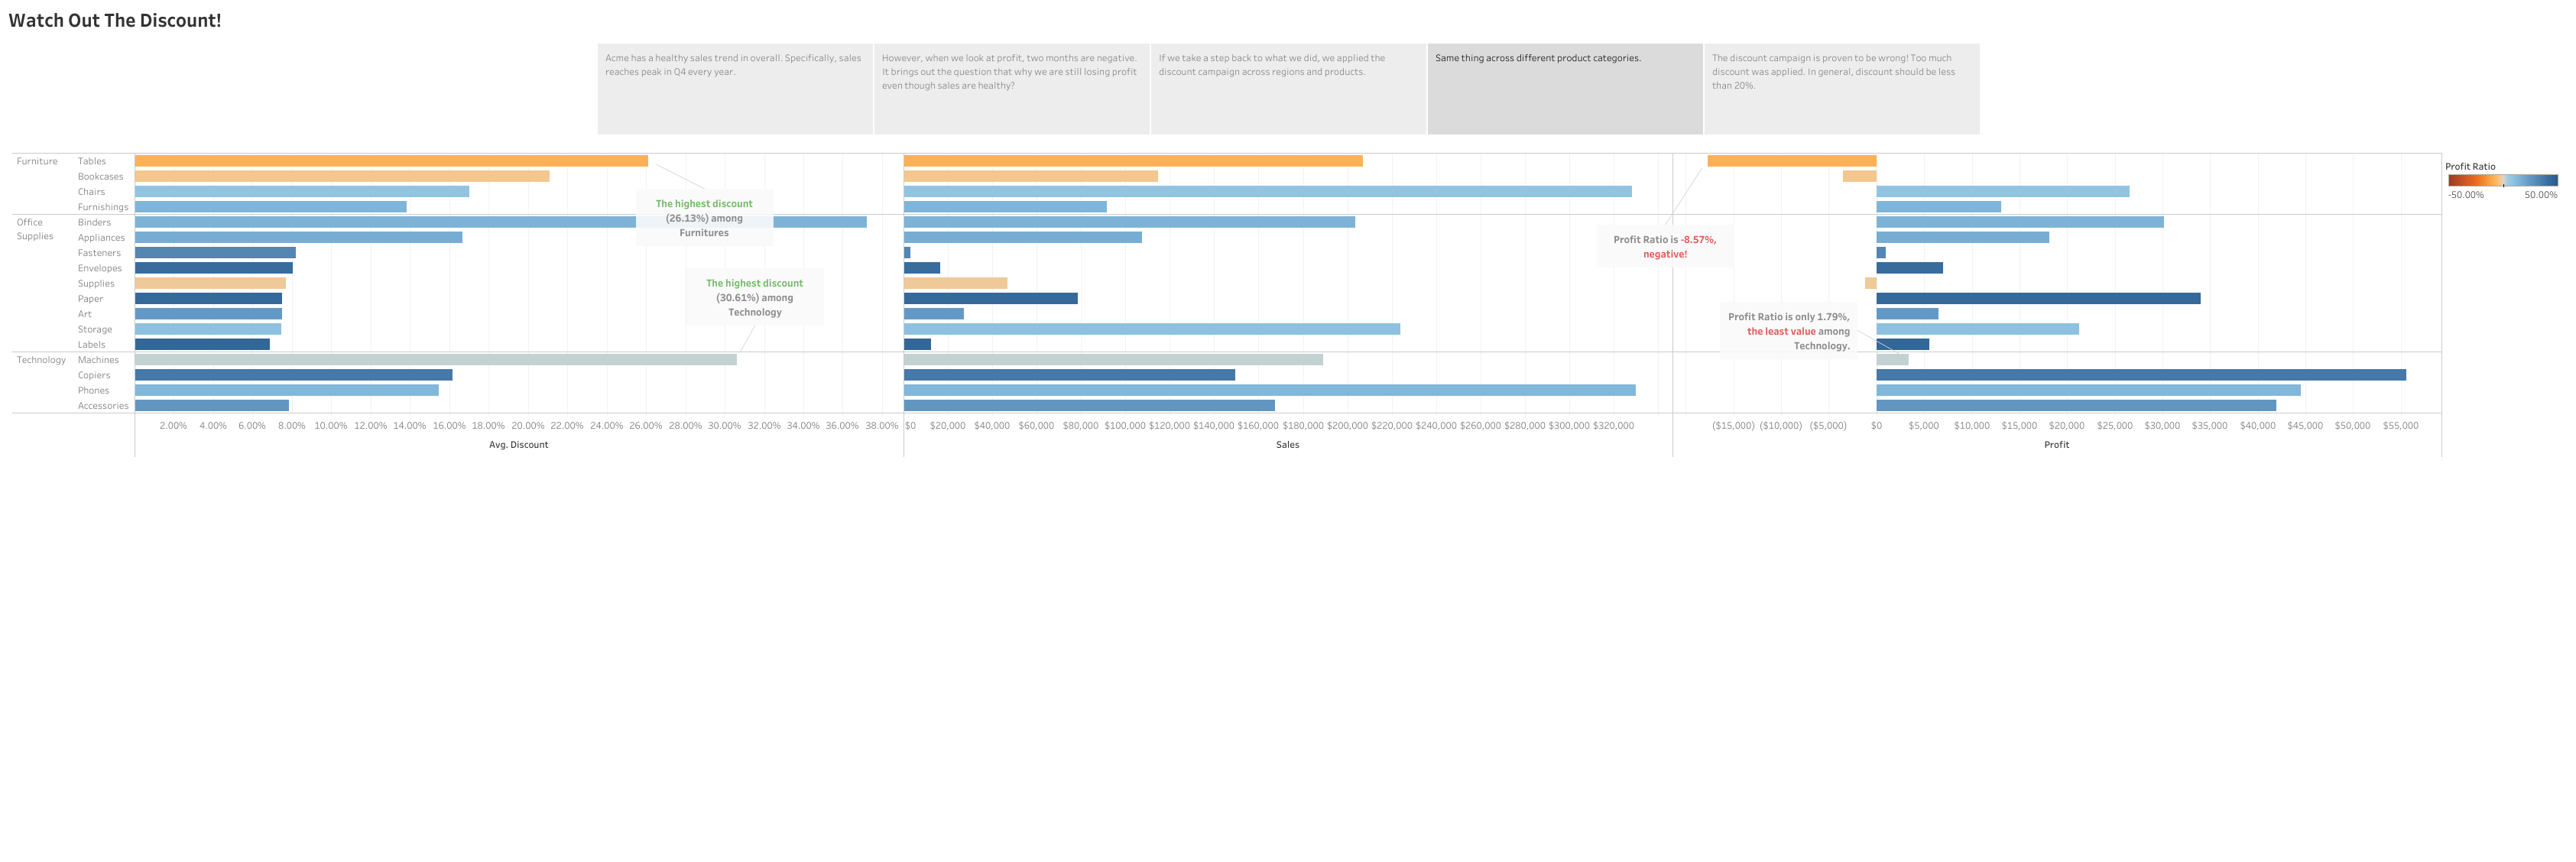 Watch Out The Discount!
Acme has a healthy sales trend in overall. Specifically, sales
reaches peak in Q4 every year.
However, when we look at profit, two months are negative.
It brings out the question that why we are still losing profit
even though sales are healthy?
If we take a step back to what we did, we applied the
discount campaign across regions and products.
Same thing across different product categories.
The discount campaign is proven to be wrong! Too much
discount was applied. In general, discount should be less
than 20%.
Furniture
Tables
Bookcases
Chairs
Furnishings
Office
Supplies
Binders
Appliances
Fasteners
Envelopes
Supplies
Paper
Art
Storage
Labels
Technology
Machines
Copiers
Phones
Accessories
The highest discount
(26.13%) among
Furnitures
The highest discount
(30.61%) among
Technology
Profit Ratio is -8.57%,
negative!
Profit Ratio is only 1.79%,
the least value among
Technology.
2.00% 4.00% 6.00% 8.00% 10.00% 12.00% 14.00% 16.00% 18.00% 20.00% 22.00% 24.00% 26.00% 28.00% 30.00% 32.00% 34.00% 36.00% 38.00%
Avg. Discount
$0 $20,000 $40,000 $60,000 $80,000 $100,000 $120,000 $140,000 $160,000 $180,000 $200,000 $220,000 $240,000 $260,000 $280,000 $300,000 $320,000
Sales
($15,000) ($10,000) ($5,000) $0 $5,000 $10,000 $15,000 $20,000 $25,000 $30,000 $35,000 $40,000 $45,000 $50,000 $55,000
Profit
Profit Ratio
-50.00% 50.00%